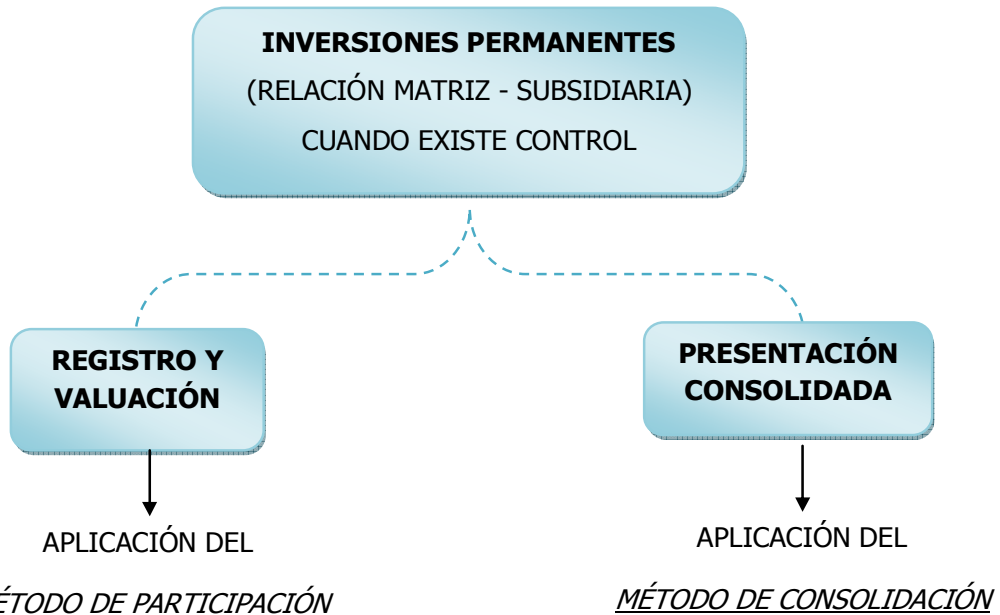 INVERSIONES PERMANENTES
(RELACIÓN MATRIZ - SUBSIDIARIA)
CUANDO EXISTE CONTROL
REGISTRO Y
VALUACIÓN
APLICACIÓN DEL
ÉTODO DE PARTICIPACIÓN
PRESENTACIÓN
CONSOLIDADA
APLICACIÓN DEL
MÉTODO DE CONSOLIDACIÓN